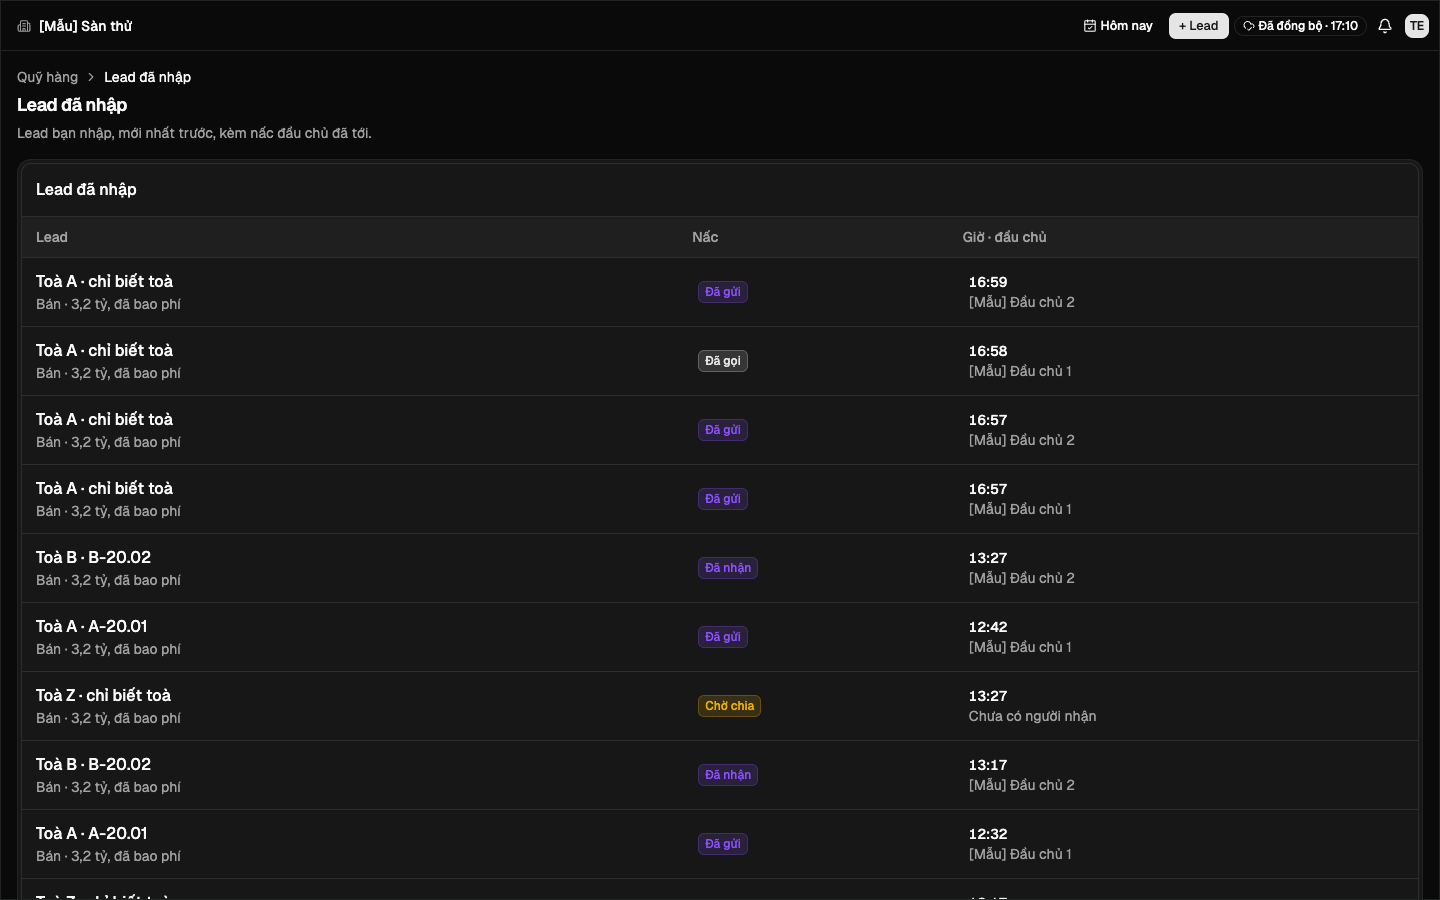 [Mẫu] Sàn thử
Hôm nay
+ Lead
Đã đồng bộ · 17:10
TE
Quỹ hàng > Lead đã nhập
Lead đã nhập
Lead bạn nhập, mới nhất trước, kèm nấc đầu chủ đã tới.
Lead đã nhập
Lead
Nấc
Giờ · đầu chủ
Toà A · chỉ biết toà
Bán · 3,2 tỷ, đã bao phí
Đã gửi
16:59
[Mẫu] Đầu chủ 2
Toà A · chỉ biết toà
Bán · 3,2 tỷ, đã bao phí
Đã gọi
16:58
[Mẫu] Đầu chủ 1
Toà A · chỉ biết toà
Bán · 3,2 tỷ, đã bao phí
Đã gửi
16:57
[Mẫu] Đầu chủ 2
Toà A · chỉ biết toà
Bán · 3,2 tỷ, đã bao phí
Đã gửi
16:57
[Mẫu] Đầu chủ 1
Toà B · B-20.02
Bán · 3,2 tỷ, đã bao phí
Đã nhận
13:27
[Mẫu] Đầu chủ 2
Toà A · A-20.01
Bán · 3,2 tỷ, đã bao phí
Đã gửi
12:42
[Mẫu] Đầu chủ 1
Toà Z · chỉ biết toà
Bán · 3,2 tỷ, đã bao phí
Chờ chia
13:27
Chưa có người nhận
Toà B · B-20.02
Bán · 3,2 tỷ, đã bao phí
Đã nhận
13:17
[Mẫu] Đầu chủ 2
Toà A · A-20.01
Bán · 3,2 tỷ, đã bao phí
Đã gửi
12:32
[Mẫu] Đầu chủ 1